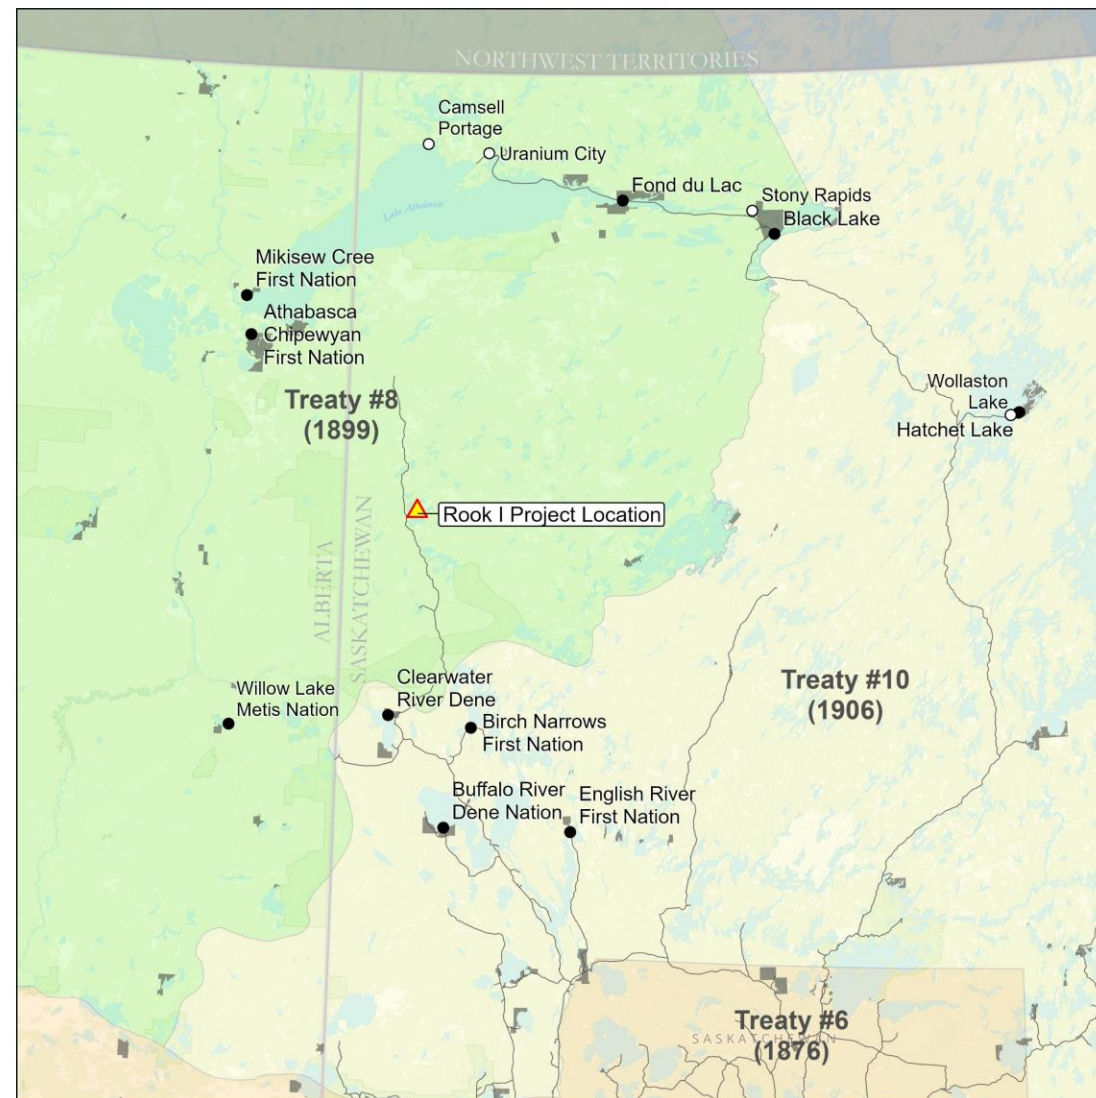 NORTHWEST TERRITORIES
Camsell
Portage
Uranium City
Fond du Lac
Stony Rapids
Black Lake
Lake Athabasca
Mikisew Cree
First Nation
Athabasca
Chipewyan
First Nation
Treaty #8
(1899)
Wollaston
Lake
Hatchet Lake
Rook I Project Location
ALBERTA
SASKATCHEWAN
Willow Lake
Metis Nation
Clearwater
River Dene
Birch Narrows
First Nation
Treaty #10
(1906)
Buffalo River
Dene Nation
English River
First Nation
Treaty #6
SASKATCHEWAN
(1876)